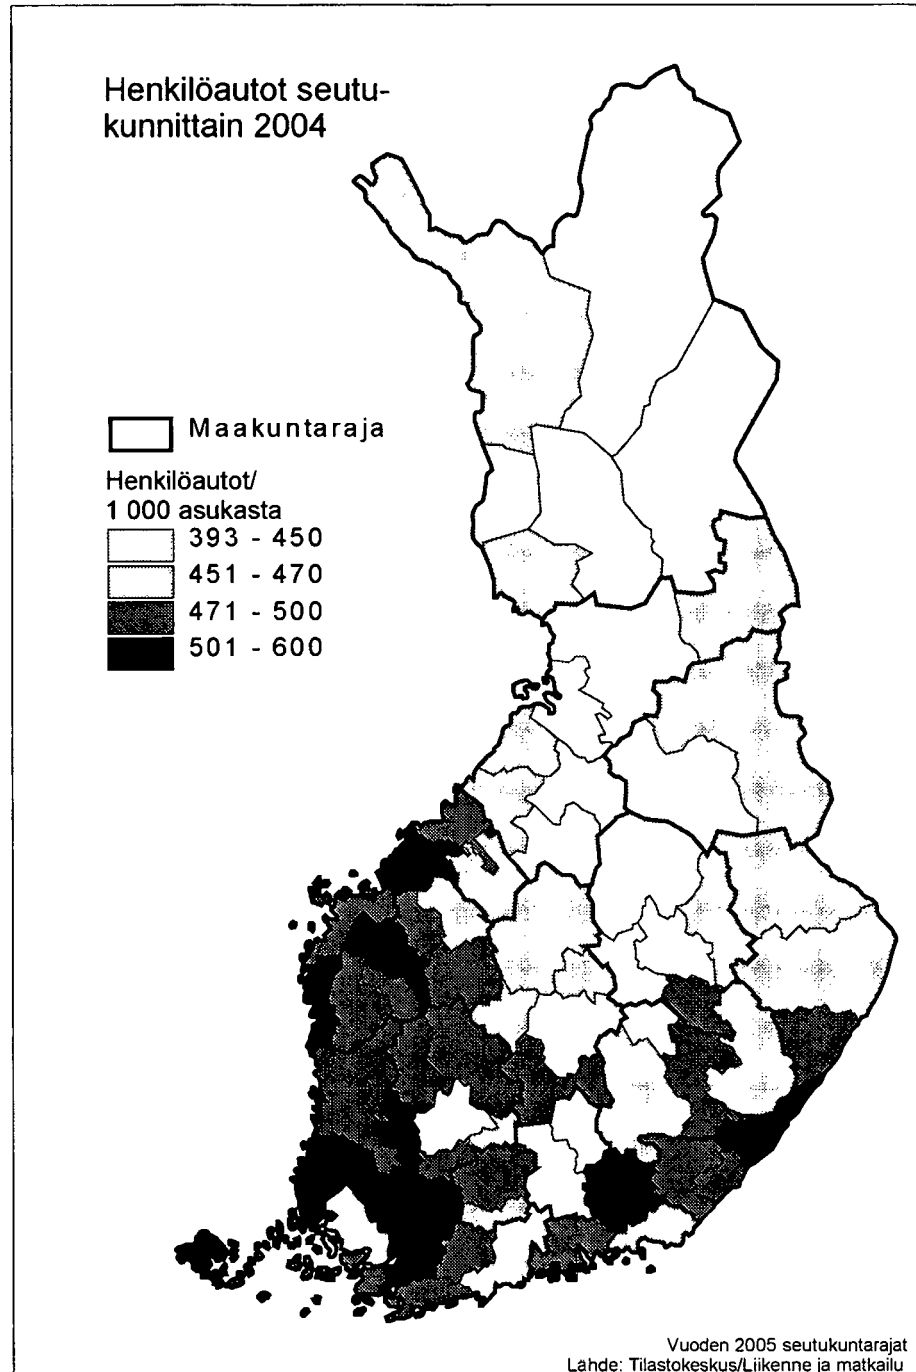 Henkilöautot seutu-
kunnittain 2004
Maakuntaraja
Henkilöautot/
1 000 asukasta
393 - 450
451 - 470
471 - 500
501 - 600
Vuoden 2005 seutukuntarajat
Lähde: Tilastokeskus/Liikenne ja matkailu